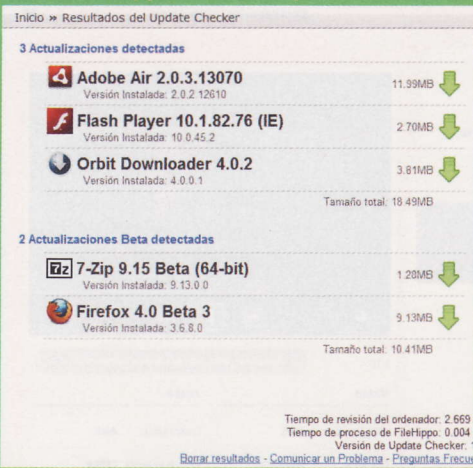 Inicio » Resultados del Update Checker
3 Actualizaciones detectadas
Adobe Air 2.0.3.13070
Versión Instalada: 2.0.2 12610
11.99MB
Flash Player 10.1.82.76 (IE)
Versión Instalada: 10.0.45.2
2.70MB
Orbit Downloader 4.0.2
Versión Instalada: 4.0.0.1
3.81MB
Tamaño total: 18.49MB
2 Actualizaciones Beta detectadas
7z 7-Zip 9.15 Beta (64-bit)
Versión Instalada: 9.13.0.0
1.28MB
Firefox 4.0 Beta 3
Versión Instalada: 3.6.8.0
9.13MB
Tamaño total: 10.41MB
Tiempo de revisión del ordenador: 2.669
Tiempo de proceso de FileHippo: 0.004
Versión de Update Checker:
Borrar resultados - Comunicar un Problema - Preguntas